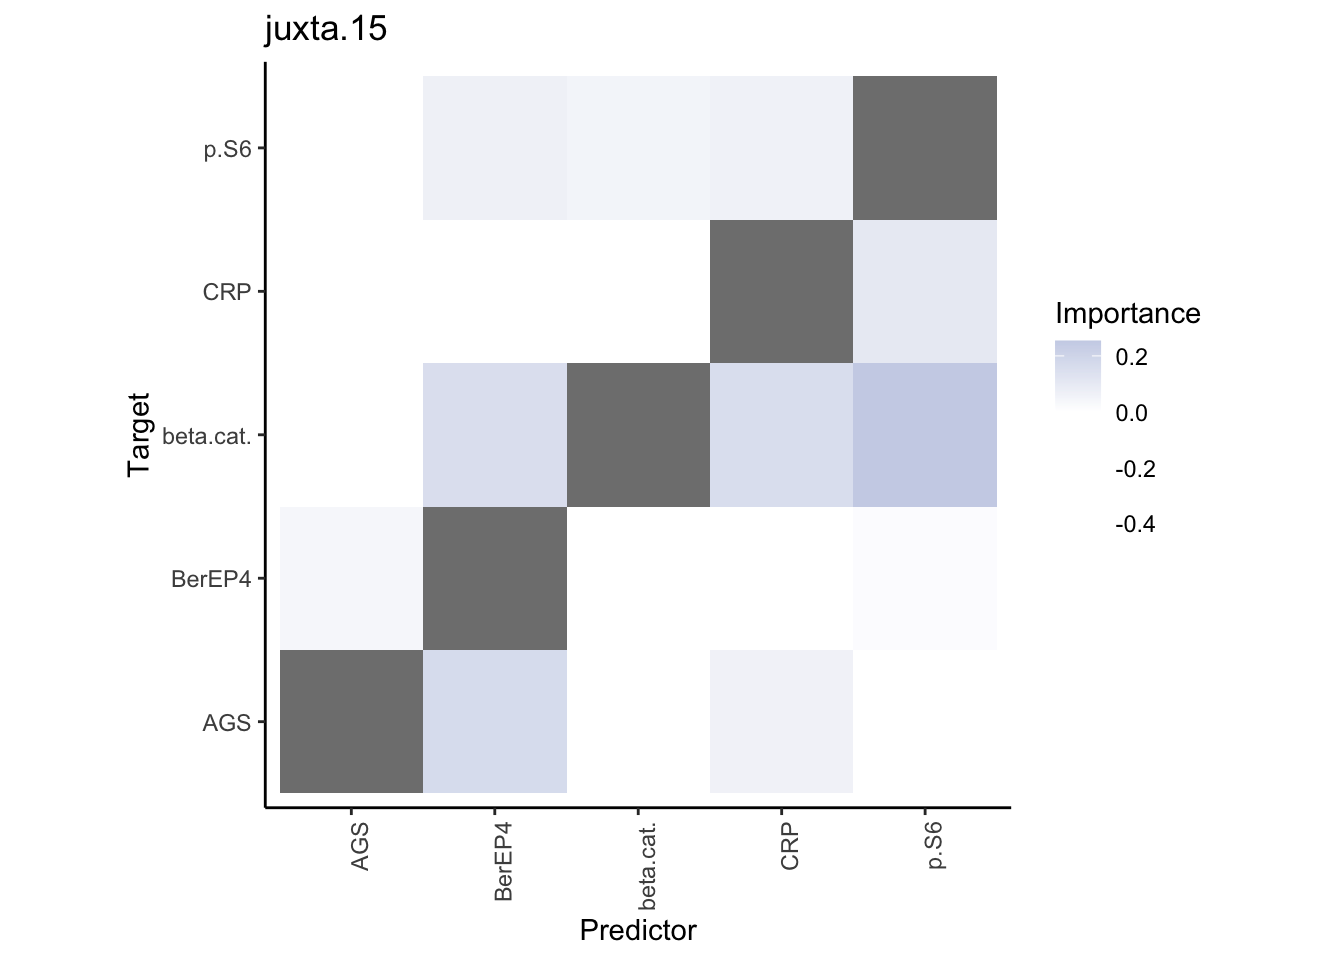 juxta.15
p.S6
CRP
beta.cat.
BerEP4
AGS
Target
AGS
BerEP4
beta.cat.
CRP
p.S6
Predictor
Importance
0.2
0.0
-0.2
-0.4